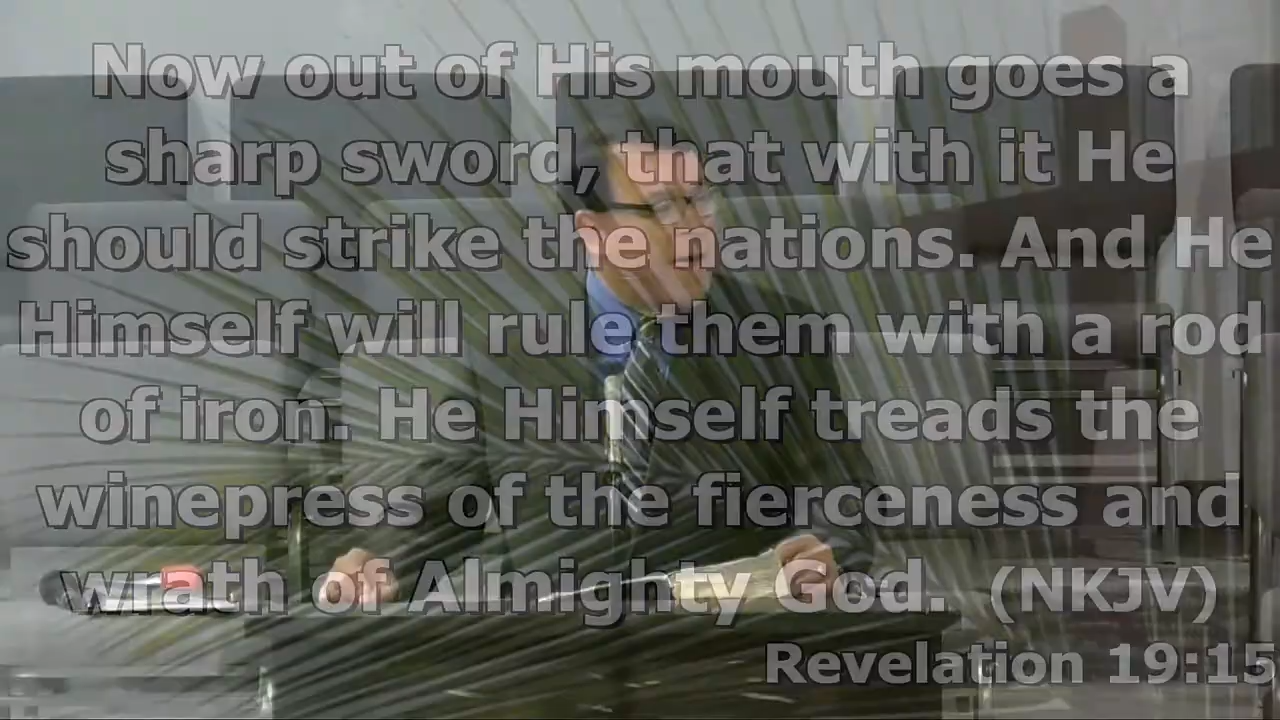 Now out of His mouth goes a
sharp sword, that with it He
should strike the nations. And He
Himself will rule them with a rod
of iron. He Himself treads the
winepress of the fierceness and
wrath of Almighty God. (NKJV)
Revelation 19:15